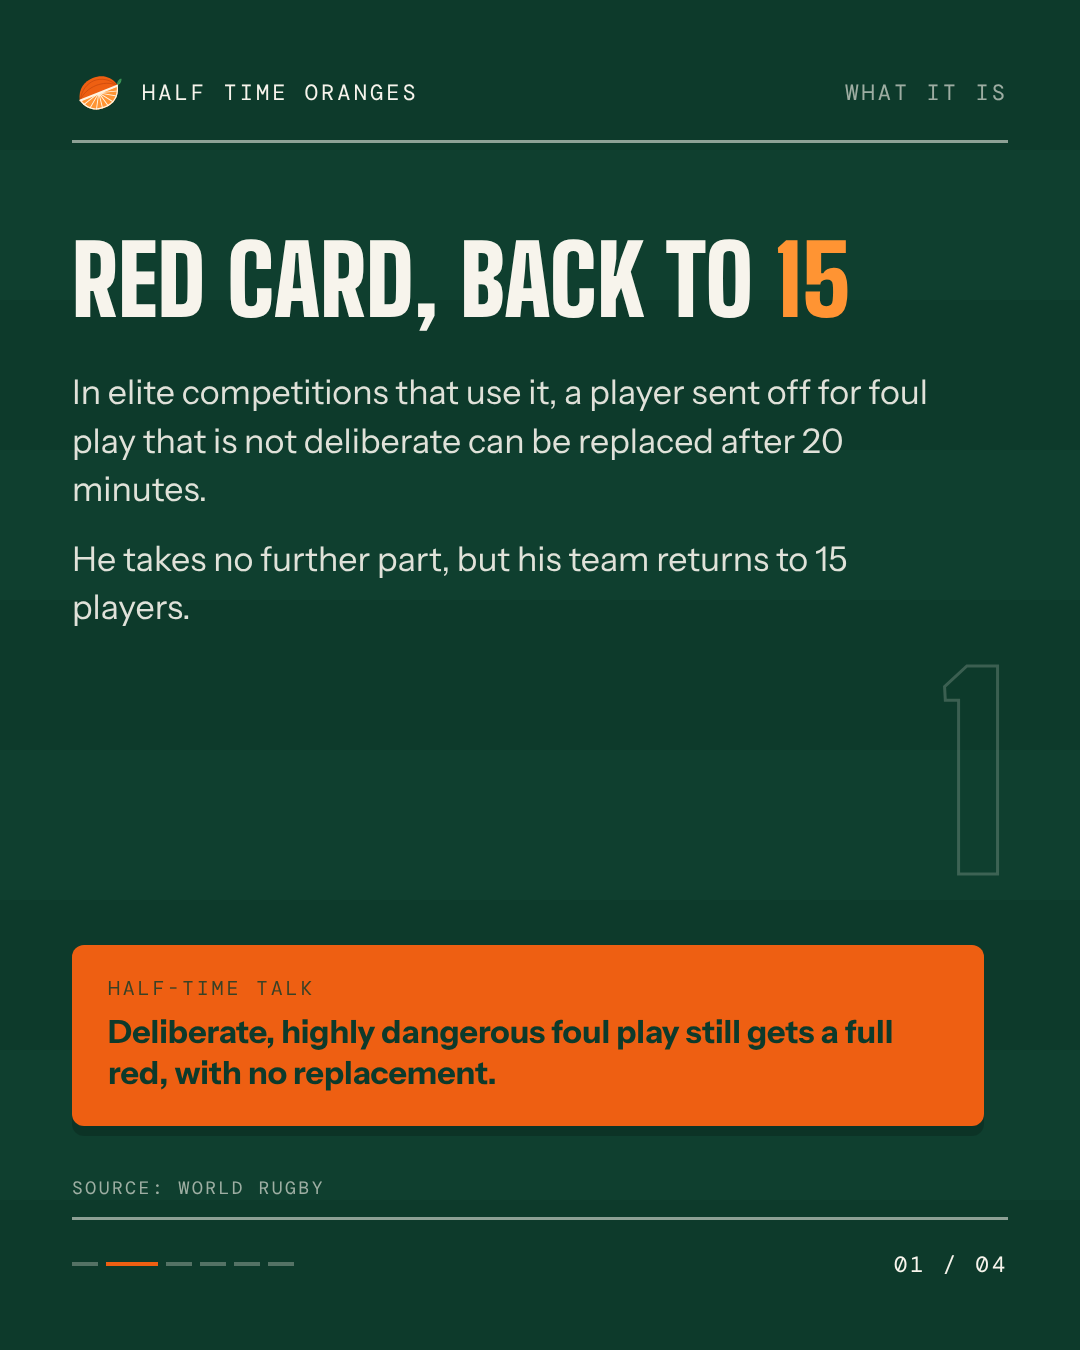 HALF TIME ORANGES
WHAT IT IS
RED CARD, BACK TO 15
In elite competitions that use it, a player sent off for foul
play that is not deliberate can be replaced after 20
minutes.
He takes no further part, but his team returns to 15
players.
1
HALF-TIME TALK
Deliberate, highly dangerous foul play still gets a full
red, with no replacement.
SOURCE: WORLD RUGBY
01 / 04